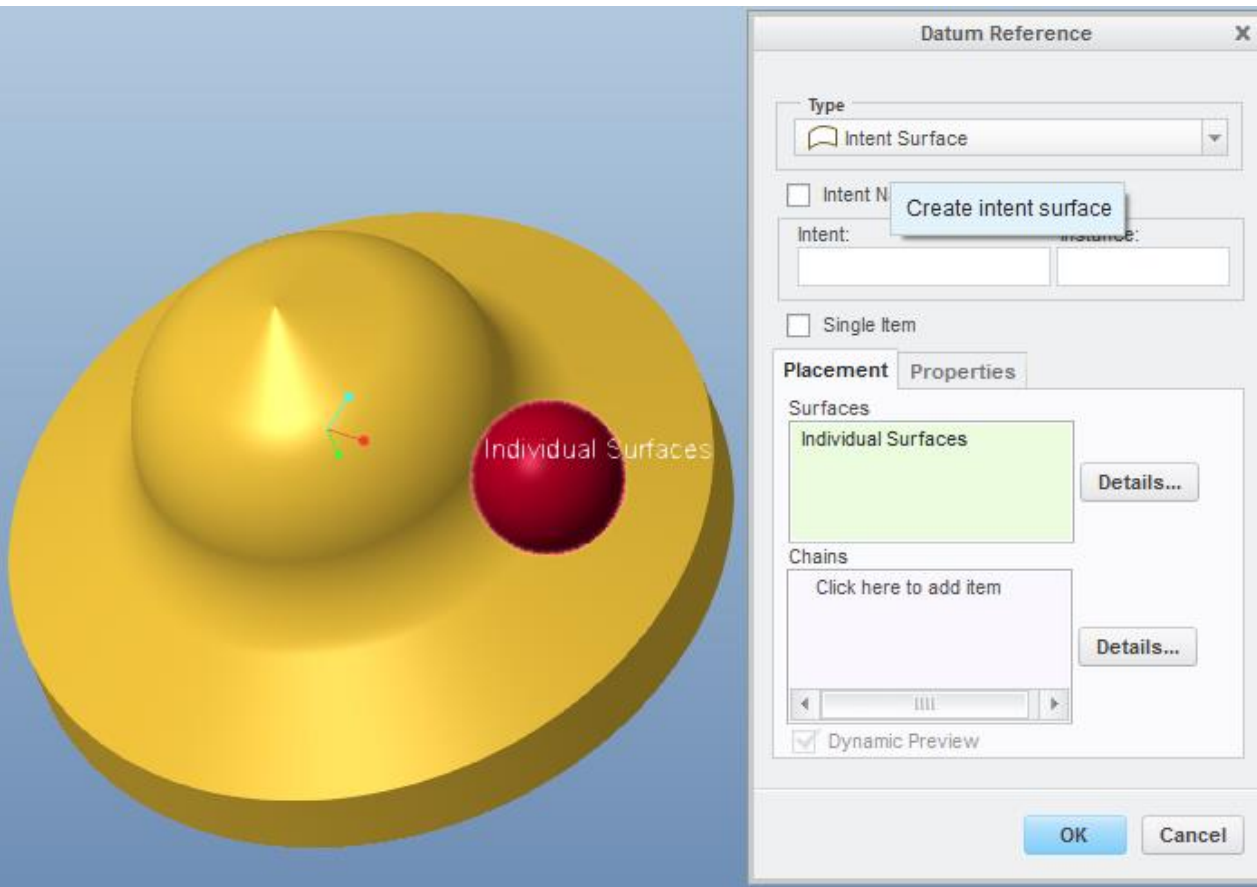 Datum Reference
Type
Intent Surface
Intent N
Create intent surface
Intent:
Single Item
Placement Properties
Surfaces
Individual Surfaces
Details...
Individual Surfaces
Chains
Click here to add item
Details...
Dynamic Preview
OK Cancel